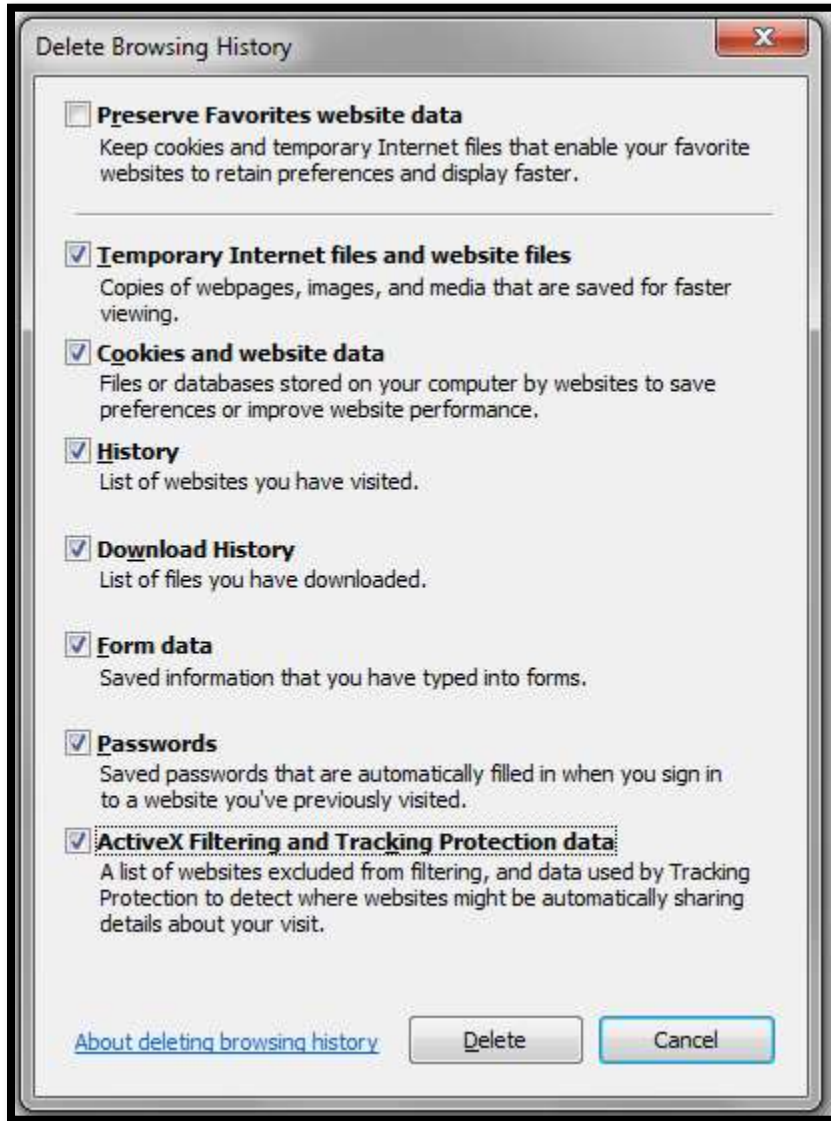 Delete Browsing History
Preserve Favorites website data
Keep cookies and temporary Internet files that enable your favorite
websites to retain preferences and display faster.
Temporary Internet files and website files
Copies of webpages, images, and media that are saved for faster
viewing.
Cookies and website data
Files or databases stored on your computer by websites to save
preferences or improve website performance.
History
List of websites you have visited.
Download History
List of files you have downloaded.
Form data
Saved information that you have typed into forms.
Passwords
Saved passwords that are automatically filled in when you sign in
to a website you've previously visited.
ActiveX Filtering and Tracking Protection data
A list of websites excluded from filtering, and data used by Tracking
Protection to detect where websites might be automatically sharing
details about your visit.
About deleting browsing history Delete Cancel